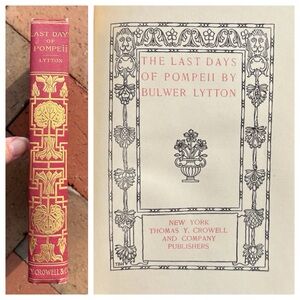 LAST DAYS
OF
POMPEII
LYTTON
T.Y. CROWELL & CO.
THE LAST DAYS
OF POMPEII BY
BULWER LYTTON
NEW YORK
THOMAS Y. CROWELL
AND COMPANY
PUBLISHERS